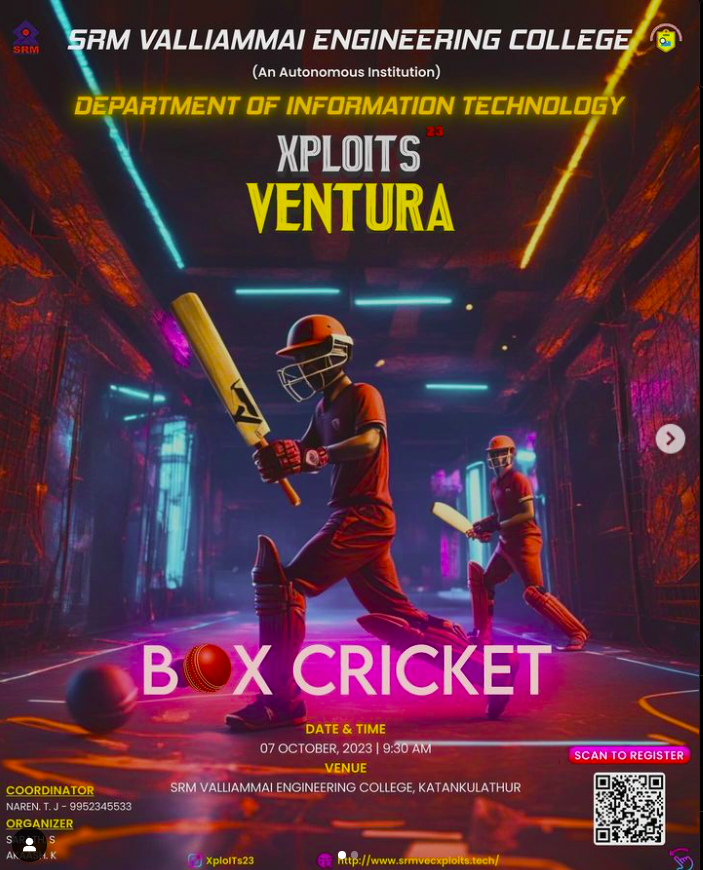 SRM VALLIAMMAI ENGINEERING COLLEGE
SRM
(An Autonomous Institution)
DEPARTMENT OF INFORMATION TECHNOLOGY
XPLOITS 23
VENTURA
BOX CRICKET
DATE & TIME
07 OCTOBER, 2023 | 9:30 AM
VENUE
SRM VALLIAMMAI ENGINEERING COLLEGE, KATANKULATHUR
SCAN TO REGISTER
COORDINATOR
NAREN. T. J - 9952345533
ORGANIZER
S
K
XploITs23
http://www.srmvecxploits.tech/